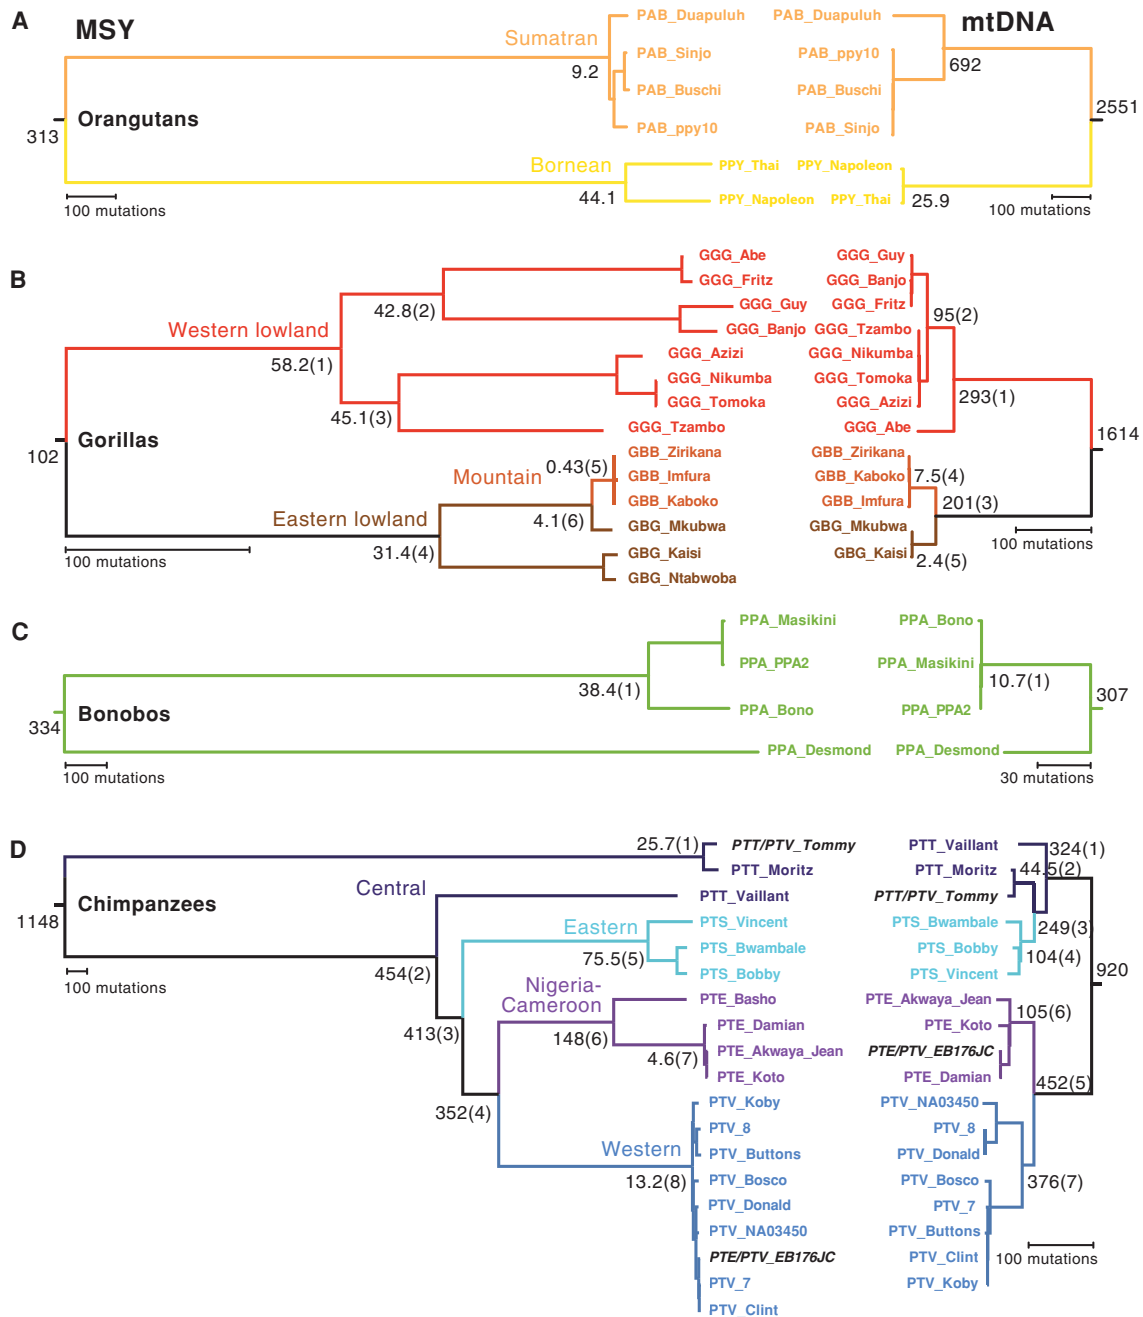 A
MSY
mtDNA
Sumatran
PAB_Duapuluh
PAB_Duapuluh
PAB_Sinjo
PAB_ppy10
9.2
692
PAB_Buschi
PAB_Buschi
2551
Orangutans
PAB_ppy10
PAB_Sinjo
313
Bornean
PPY_Thai
PPY_Napoleon
44.1
PPY_Napoleon
PPY_Thai
25.9
100 mutations
100 mutations
B
GGG_Abe
GGG_Guy
GGG_Fritz
GGG_Banjo
42.8(2)
GGG_Guy
GGG_Fritz
95(2)
Western lowland
GGG_Banjo
GGG_Tzambo
58.2(1)
GGG_Azizi
GGG_Nikumba
GGG_Nikumba
GGG_Tomoka
GGG_Tomoka
GGG_Azizi
293(1)
45.1(3)
GGG_Tzambo
GGG_Abe
Gorillas
1614
102
GBB_Zirikana
GBB_Zirikana
Mountain
0.43(5)
GBB_Imfura
GBB_Kaboko
7.5(4)
GBB_Kaboko
GBB_Imfura
201(3)
Eastern lowland
4.1(6)
GBG_Mkubwa
GBG_Mkubwa
31.4(4)
GBG_Kaisi
GBG_Kaisi
2.4(5)
100 mutations
100 mutations
GBG_Ntabwoba
C
PPA_Masikini
PPA_Bono
PPA_PPA2
PPA_Masikini
38.4(1)
10.7(1)
307
PPA_Bono
PPA_PPA2
Bonobos
334
PPA_Desmond
PPA_Desmond
100 mutations
30 mutations
D
25.7(1)
PTT/PTV_Tommy
PTT_Vaillant
324(1)
PTT_Moritz
PTT_Moritz
44.5(2)
Central
PTT_Vaillant
PTT/PTV_Tommy
Chimpanzees
1148
Eastern
PTS_Vincent
PTS_Bwambale
249(3)
PTS_Bwambale
PTS_Bobby
75.5(5)
104(4)
100
454(2)
PTS_Bobby
PTS_Vincent
920
Nigeria-
Cameroon
PTE_Basho
PTE_Akwaya_Jean
105(6)
PTE_Damian
PTE_Koto
413(3)
148(6)
4.6(7)
PTE_Akwaya_Jean
PTE/PTV_EB176JC
PTE_Koto
PTE_Damian
452(5)
352(4)
PTV_Koby
PTV_NA03450
PTV_8
PTV_8
Western
PTV_Buttons
PTV_Donald
13.2(8)
PTV_Bosco
PTV_Bosco
376(7)
PTV_Donald
PTV_7
PTV_NA03450
PTV_Buttons
PTE/PTV_EB176JC
PTV_Clint
100 mutations
PTV_7
PTV_Koby
PTV_Clint